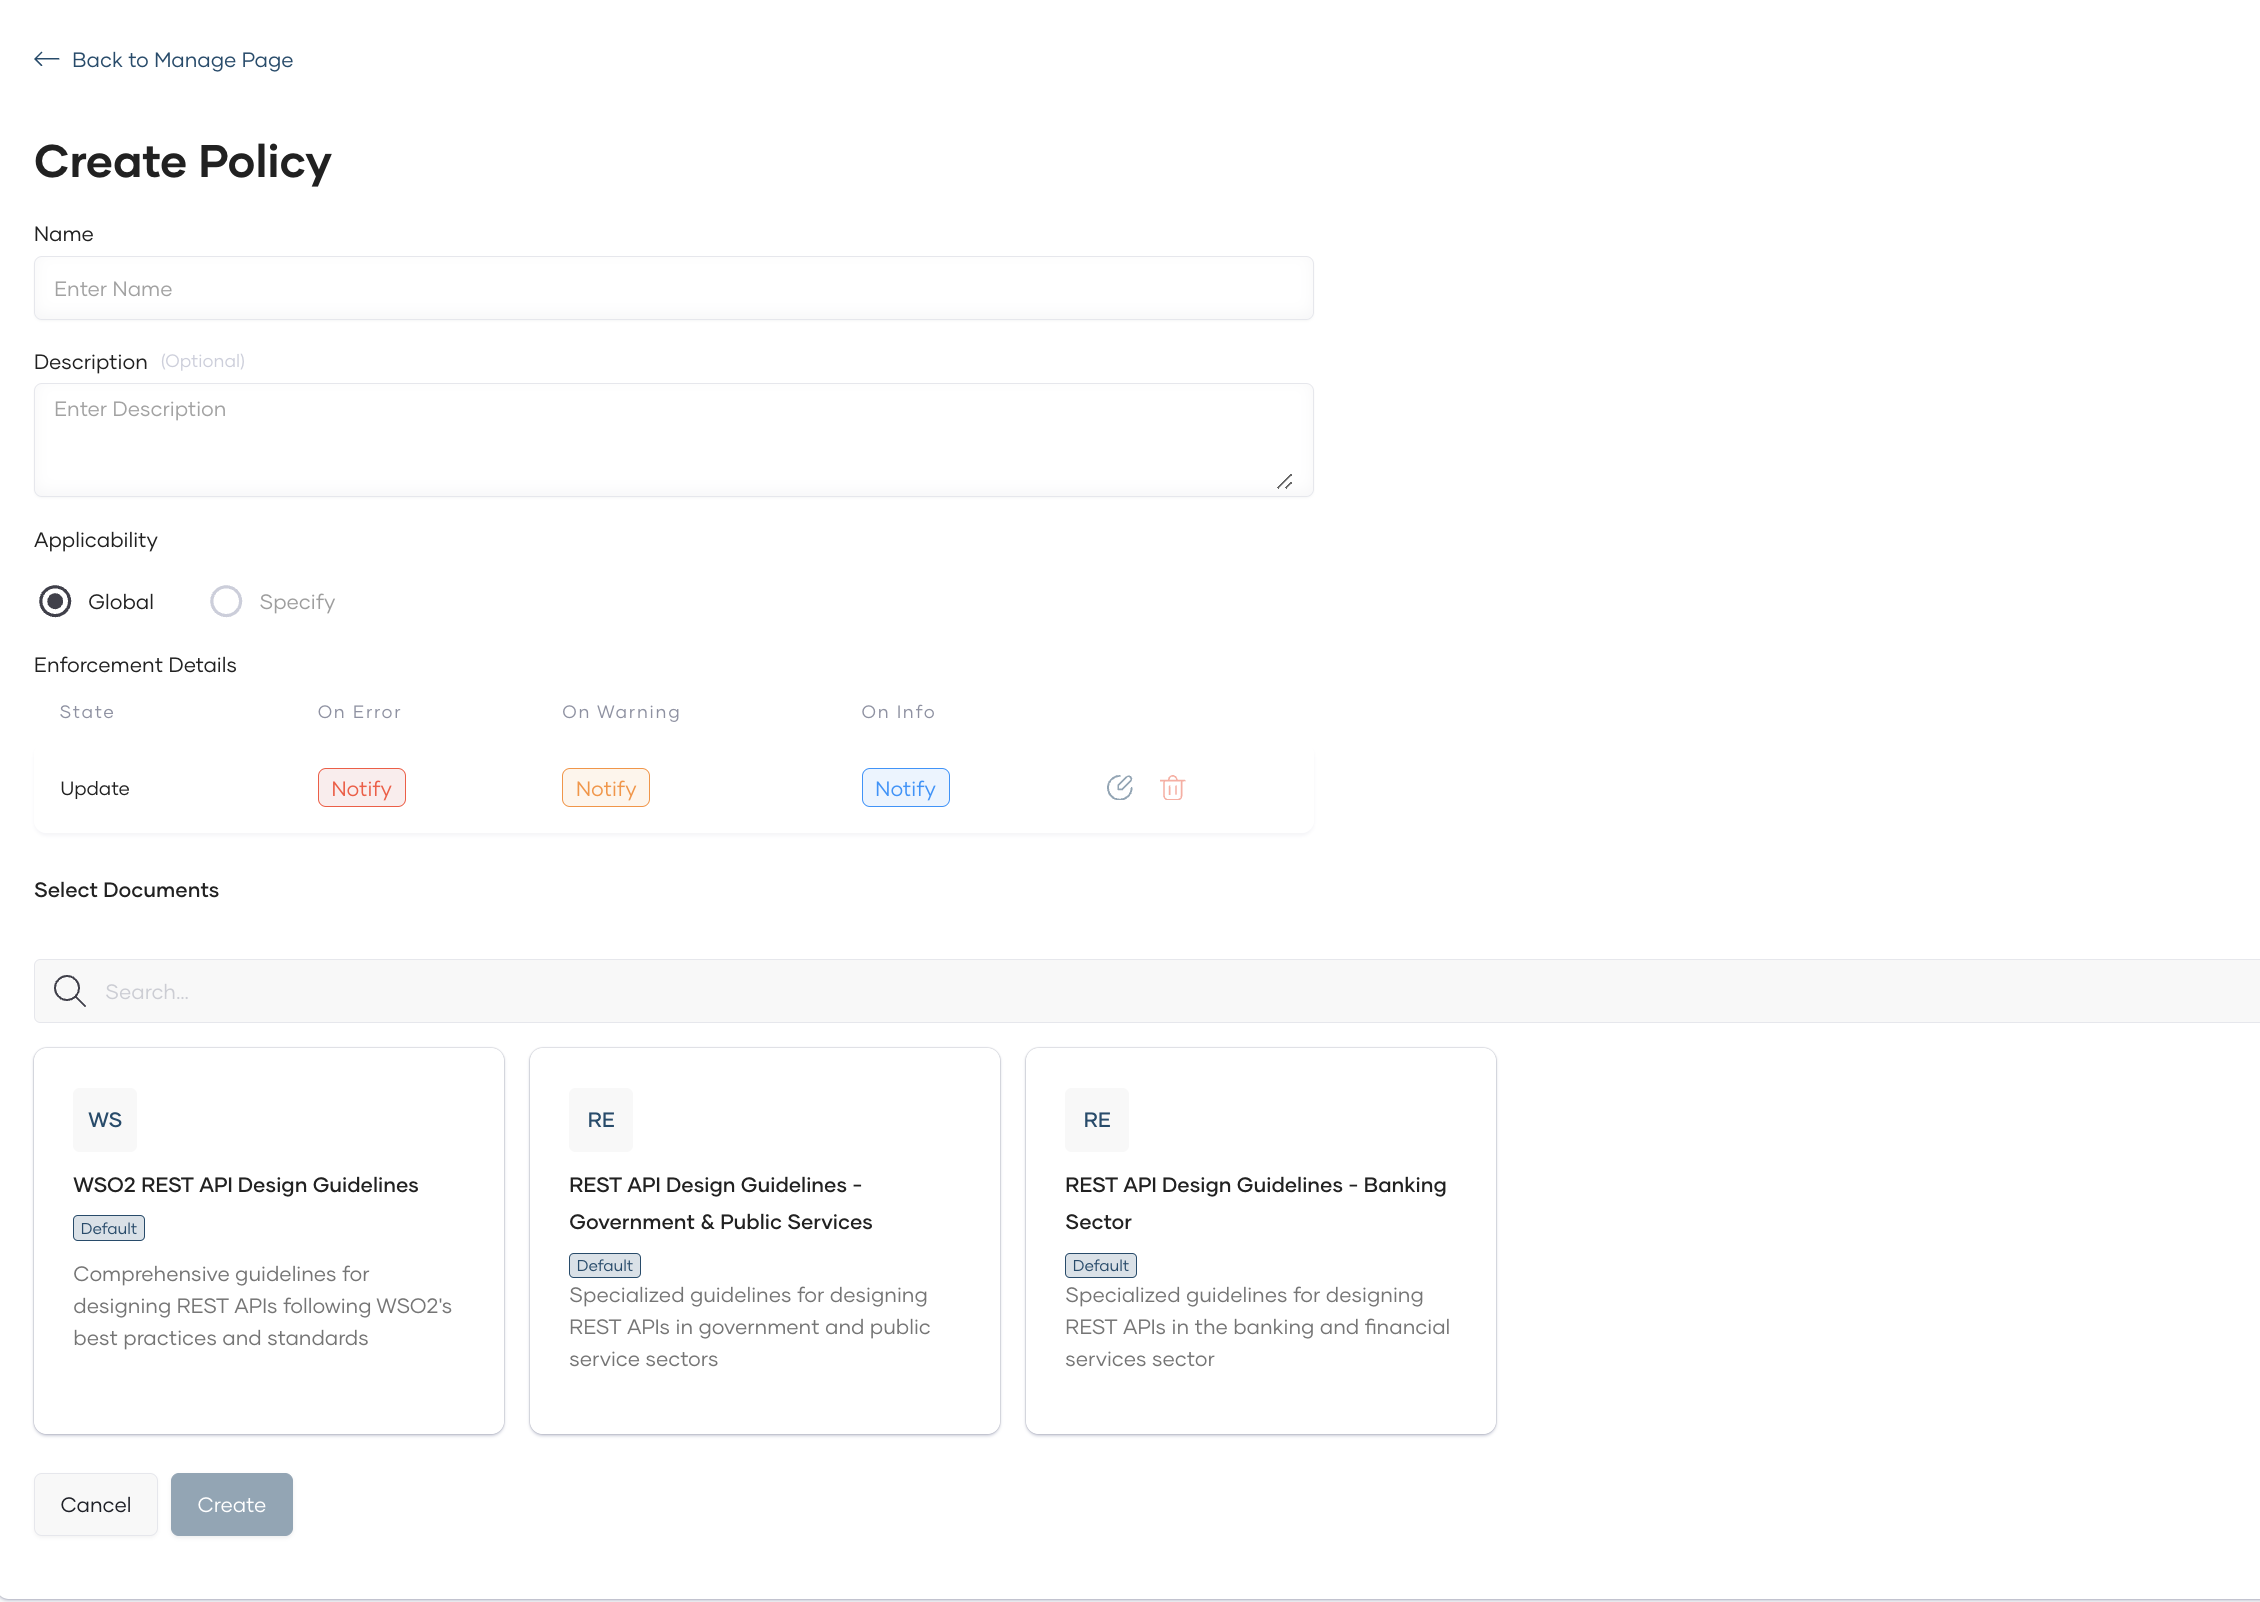 Back to Manage Page
Create Policy
Name
Enter Name
Description (Optional)
Enter Description
Applicability
Global Specify
Enforcement Details
State On Error On Warning On Info
Update Notify Notify Notify
Select Documents
Search...
WS
WSO2 REST API Design Guidelines
Default
Comprehensive guidelines for
designing REST APIs following WSO2's
best practices and standards
RE
REST API Design Guidelines -
Government & Public Services
Default
Specialized guidelines for designing
REST APIs in government and public
service sectors
RE
REST API Design Guidelines - Banking
Sector
Default
Specialized guidelines for designing
REST APIs in the banking and financial
services sector
Cancel Create